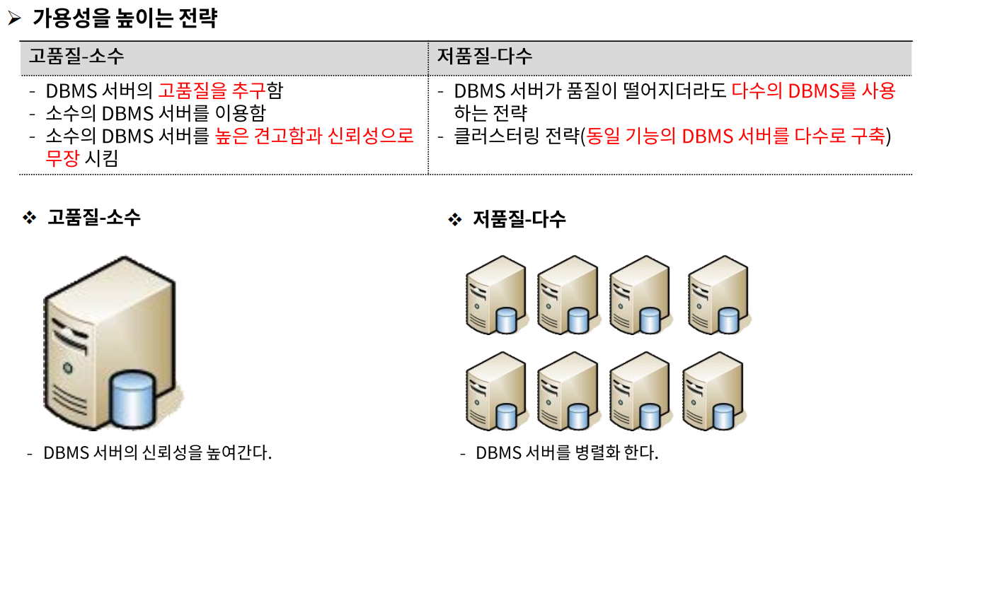 ➢ 가용성을 높이는 전략
고품질-소수
저품질-다수
- DBMS 서버의 고품질을 추구함
- 소수의 DBMS 서버를 이용함
- 소수의 DBMS 서버를 높은 견고함과 신뢰성으로
무장 시킴
- DBMS 서버가 품질이 떨어지더라도 다수의 DBMS를 사용
하는 전략
- 클러스터링 전략(동일 기능의 DBMS 서버를 다수로 구축)
❖ 고품질-소수
❖ 저품질-다수
- DBMS 서버의 신뢰성을 높여간다.
- DBMS 서버를 병렬화 한다.